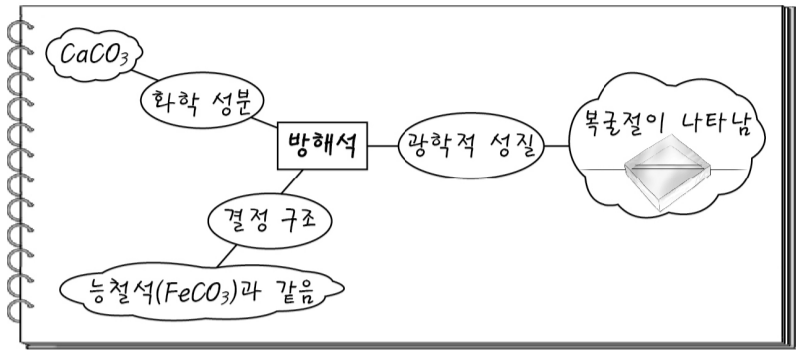 CaCO₃
화학 성분
방해석
광학적 성질
복굴절이 나타남
결정 구조
능철석(FeCO₃)과 같음